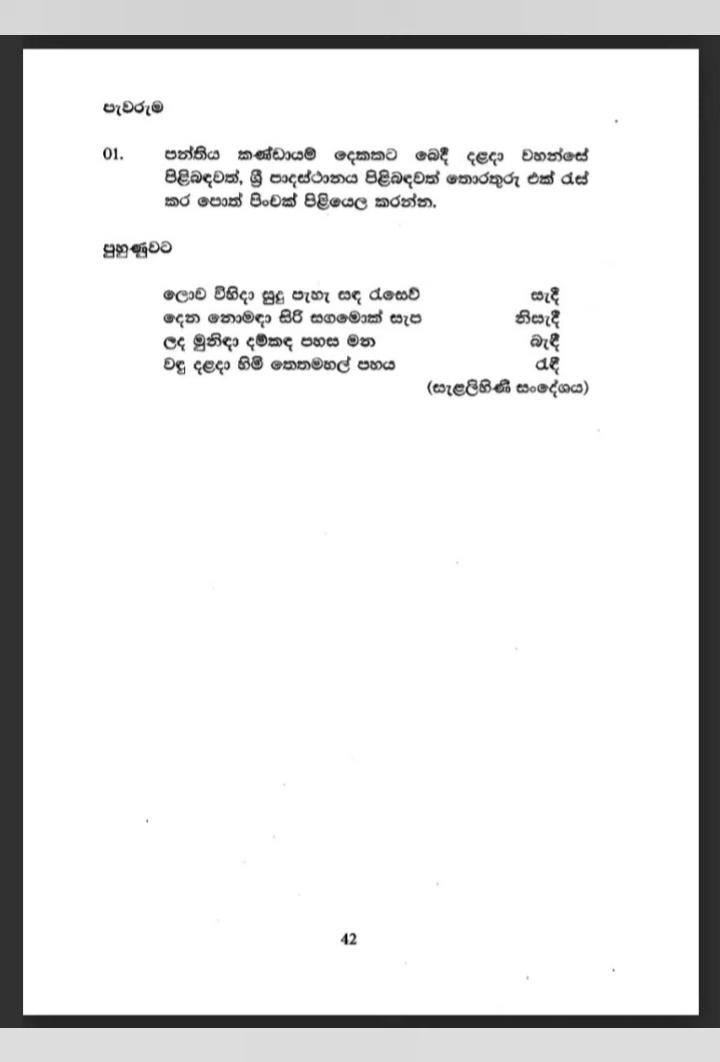 පැවරුම
01. පන්තිය කණ්ඩායම් දෙකකට බෙදී දළදා වහන්සේ
පිළිබඳවත්, ශ්‍රී පාදස්ථානය පිළිබඳවත් තොරතුරු එක් රැස්
කර පොත් පිංචක් පිළියෙල කරන්න.
පුහුණුවට
ලොව විහිදා සුදු පැහැ සඳ රැසෙව් සැදී
දෙන නොමඳා සිරි සගමොක් සැප නිසැදී
ලද මුනිඳා දම්කඳ පහස මන බැඳී
වඳු දළදා හිමි තෙතමහල් පහය රැඳී
(සැළලිහිණි සංදේශය)
42